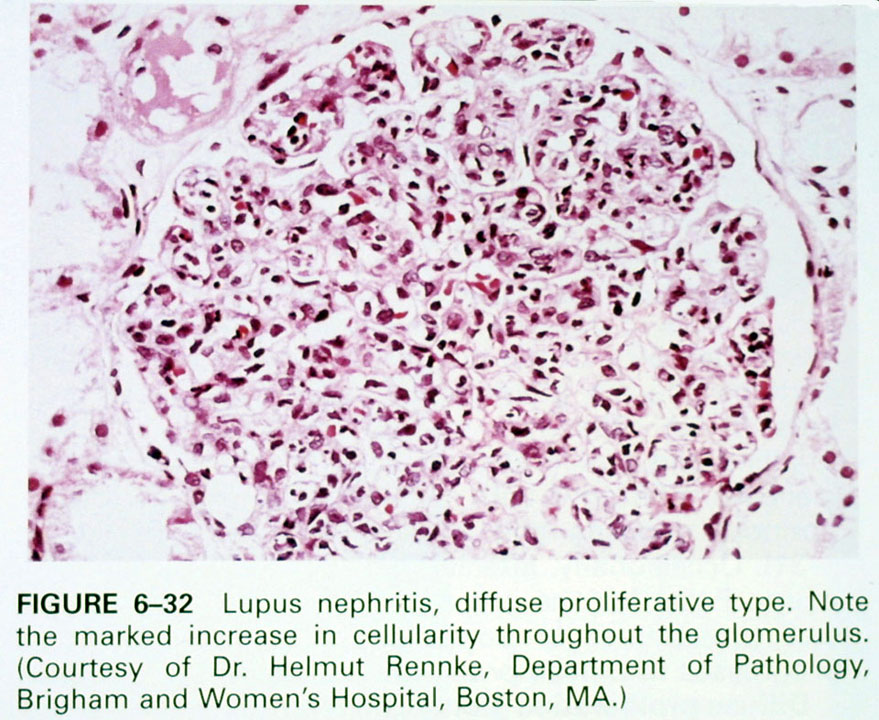 FIGURE 6–32 Lupus nephritis, diffuse proliferative type. Note
the marked increase in cellularity throughout the glomerulus.
(Courtesy of Dr. Helmut Rennke, Department of Pathology,
Brigham and Women's Hospital, Boston, MA.)